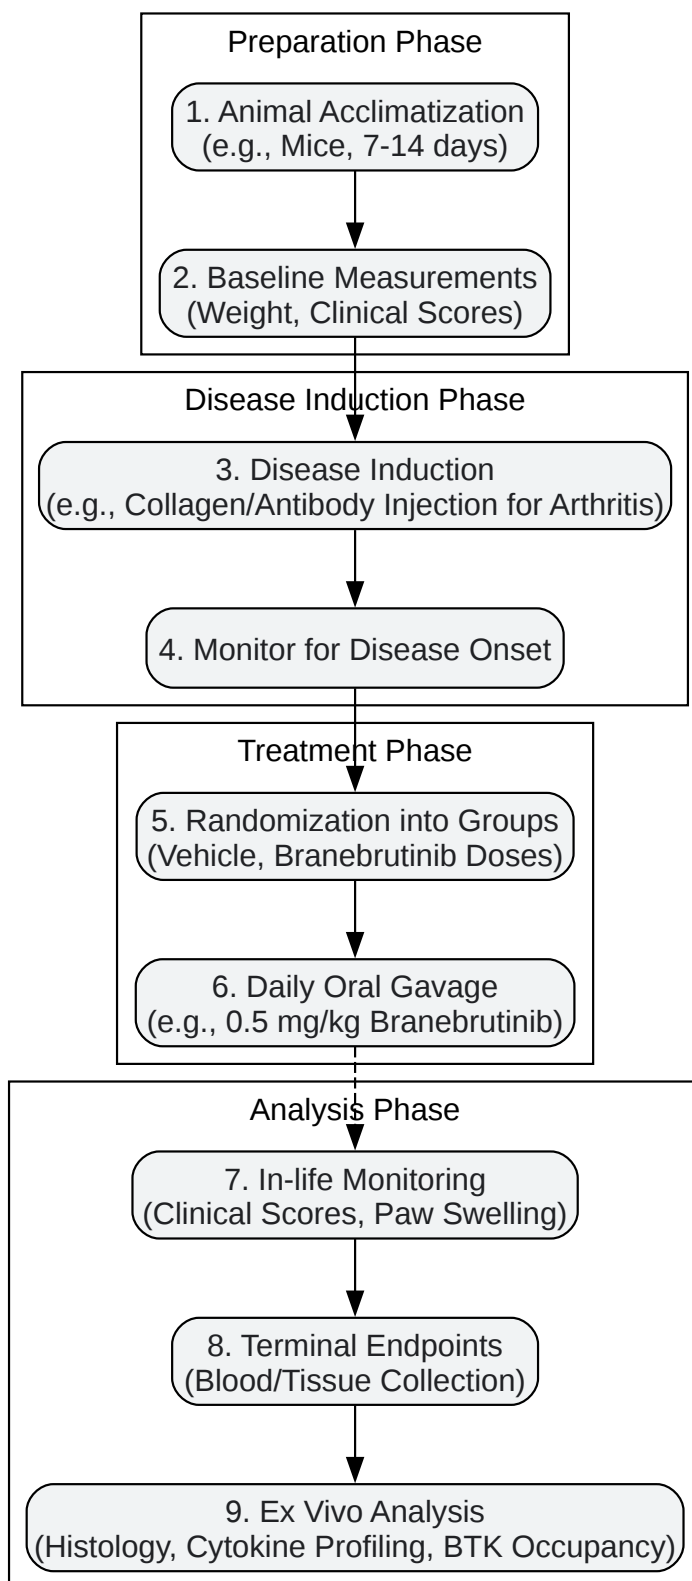 Preparation Phase
1. Animal Acclimatization
(e.g., Mice, 7-14 days)
2. Baseline Measurements
(Weight, Clinical Scores)
Disease Induction Phase
3. Disease Induction
(e.g., Collagen/Antibody Injection for Arthritis)
4. Monitor for Disease Onset
Treatment Phase
5. Randomization into Groups
(Vehicle, Branebrutinib Doses)
6. Daily Oral Gavage
(e.g., 0.5 mg/kg Branebrutinib)
Analysis Phase
7. In-life Monitoring
(Clinical Scores, Paw Swelling)
8. Terminal Endpoints
(Blood/Tissue Collection)
9. Ex Vivo Analysis
(Histology, Cytokine Profiling, BTK Occupancy)